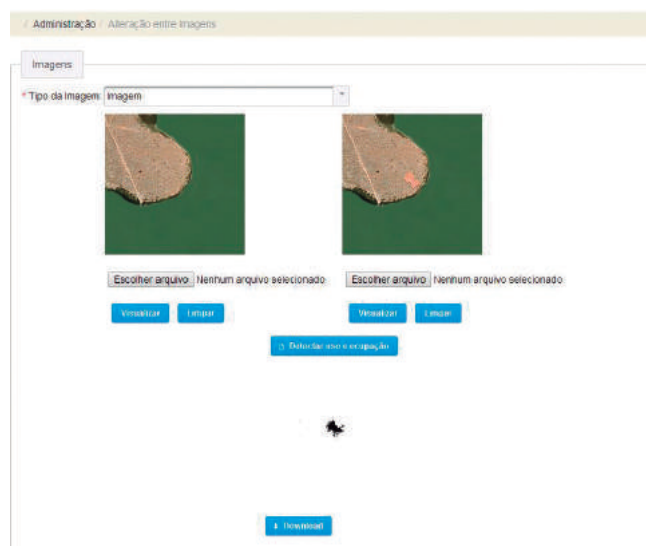 / Administração / Alteração entre Imagens
Imagens
* Tipo da Imagem: Imagem
Escolher arquivo Nenhum arquivo selecionado
Escolher arquivo Nenhum arquivo selecionado
Visualizar Limpar
Visualizar Limpar
Detectar uso e ocupação
Download